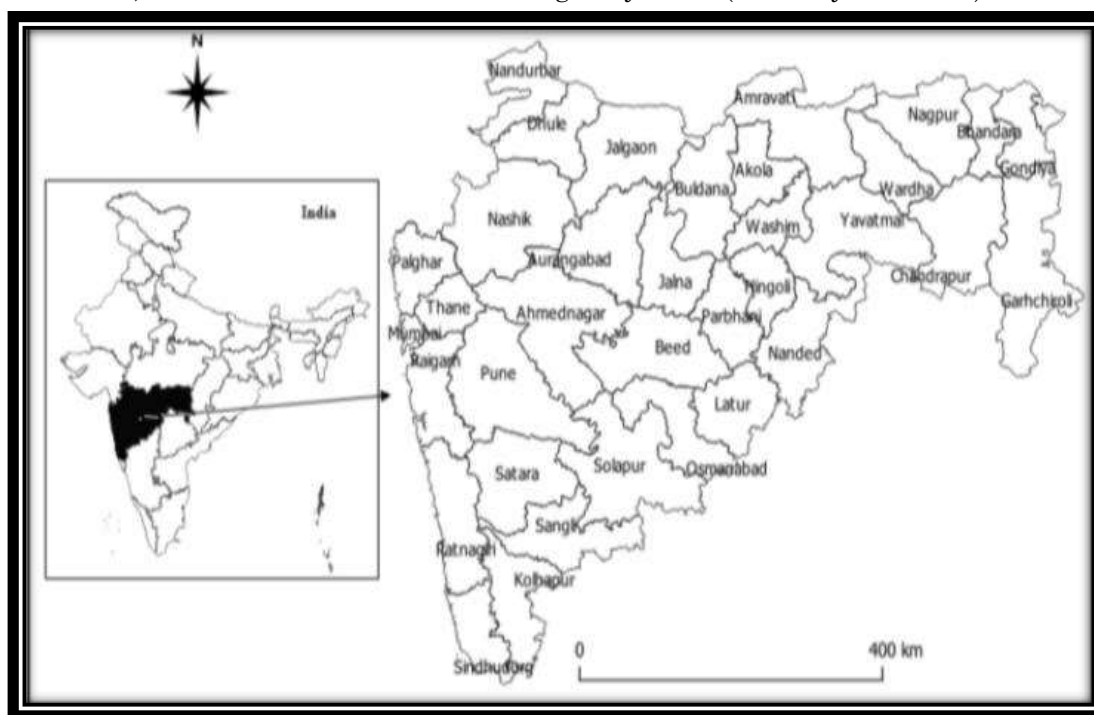 N
Nandurbar
Dhule
Jalgaon
Amravati
Nagpur
Bhandara
Gondiya
Buldana
Akola
Wardha
India
Nashik
Washim
Yavatmal
Palghar
Aurangabad
Jalna
Hingoli
Chandrapur
Garhchiroli
Thane
Ahmednagar
Parbhani
Mumbai
Raigarh
Pune
Beed
Nanded
Latur
Satara
Solapur
Osmanabad
Sangli
Ratnagiri
Kolhapur
Sindhudurg
0 400 km